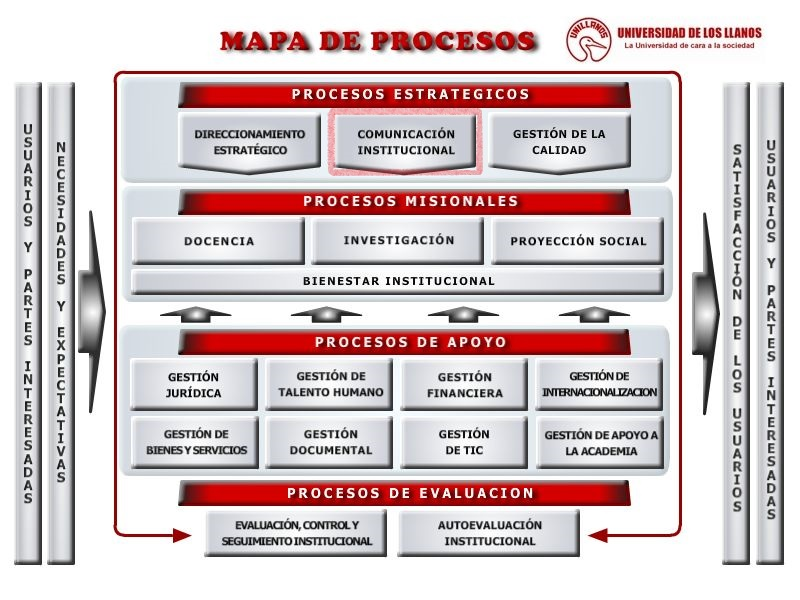 MAPA DE PROCESOS
UNILLANOS
UNIVERSIDAD DE LOS LLANOS
La Universidad de cara a la sociedad
USUARIOS Y PARTES INTERESADAS
NECESIDADES Y EXPECTATIVAS
PROCESOS ESTRATEGICOS
DIRECCIONAMIENTO
ESTRATÉGICO
COMUNICACIÓN
INSTITUCIONAL
GESTIÓN DE LA
CALIDAD
PROCESOS MISIONALES
DOCENCIA
INVESTIGACIÓN
PROYECCIÓN SOCIAL
BIENESTAR INSTITUCIONAL
PROCESOS DE APOYO
GESTIÓN
JURÍDICA
GESTIÓN DE
TALENTO HUMANO
GESTIÓN
FINANCIERA
GESTIÓN DE
INTERNACIONALIZACION
GESTIÓN DE
BIENES Y SERVICIOS
GESTIÓN
DOCUMENTAL
GESTIÓN
DE TIC
GESTIÓN DE APOYO A
LA ACADEMIA
PROCESOS DE EVALUACION
EVALUACIÓN, CONTROL Y
SEGUIMIENTO INSTITUCIONAL
AUTOEVALUACIÓN
INSTITUCIONAL
SATISFACCIÓN DE LOS USUARIOS
USUARIOS Y PARTES INTERESADAS